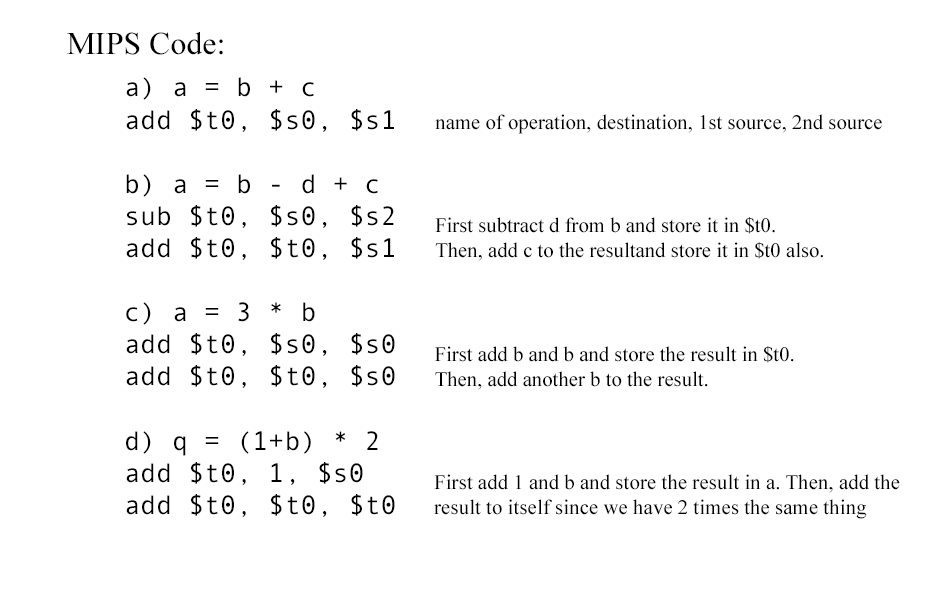 MIPS Code:
a) a = b + c
add $t0, $s0, $s1 name of operation, destination, 1st source, 2nd source
b) a = b - d + c
sub $t0, $s0, $s2 First subtract d from b and store it in $t0.
add $t0, $t0, $s1 Then, add c to the resultand store it in $t0 also.
c) a = 3 * b
add $t0, $s0, $s0 First add b and b and store the result in $t0.
add $t0, $t0, $s0 Then, add another b to the result.
d) q = (1+b) * 2
add $t0, 1, $s0 First add 1 and b and store the result in a. Then, add the
add $t0, $t0, $t0 result to itself since we have 2 times the same thing